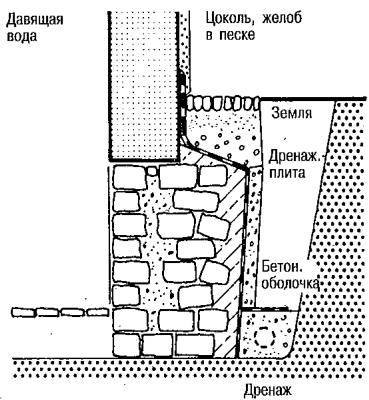 Давящая
вода
Цоколь, желоб
в песке
Земля
Дренаж.
плита
Бетон.
оболочка
Дренаж